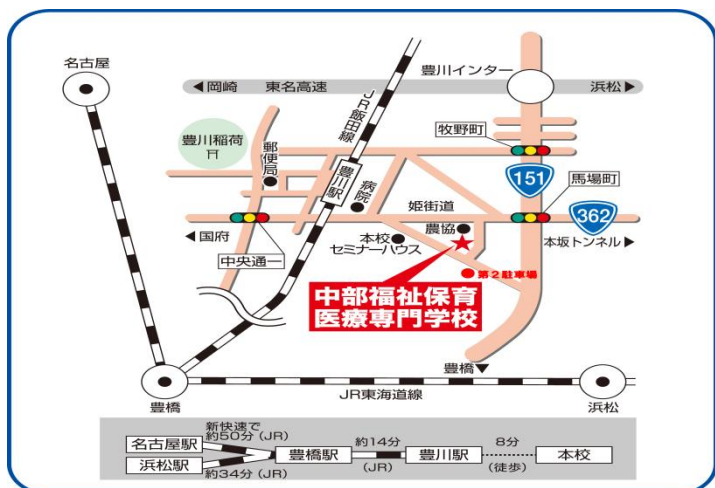 名古屋
豊川インター
◀岡崎 東名高速
浜松▶
JR飯田線
牧野町
豊川稲荷
郵便局
豊川駅
病院
151
馬場町
姫街道
362
農協
◀国府
本校
セミナーハウス
本坂トンネル▶
中央通一
第2駐車場
中部福祉保育
医療専門学校
豊橋▼
豊橋
JR東海道線
浜松
新快速で
約50分(JR)
名古屋駅
浜松駅
約34分(JR)
豊橋駅
約14分
(JR)
豊川駅
8分
(徒歩)
本校